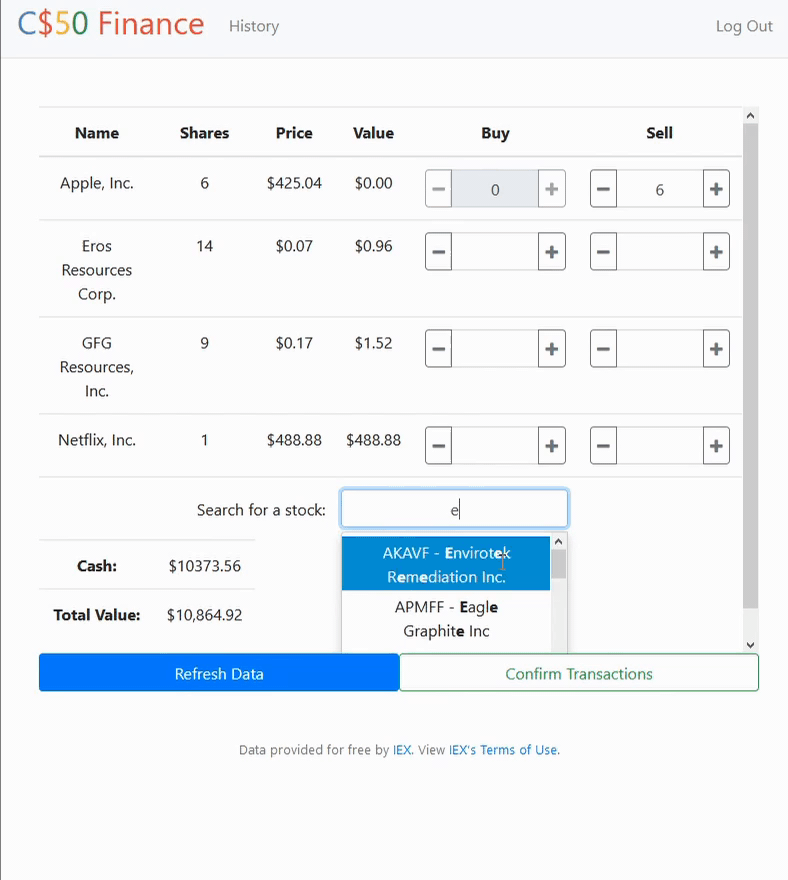 C$50 Finance History Log Out
Name Shares Price Value Buy Sell
Apple, Inc. 6 $425.04 $0.00 − 0 + − 6 +
Eros 14 $0.07 $0.96 − + − +
Resources
Corp.
GFG 9 $0.17 $1.52 − + − +
Resources,
Inc.
Netflix, Inc. 1 $488.88 $488.88 − + − +
Search for a stock: e
AKAVF - Envirotek
Remediation Inc.
Cash: $10373.56
APMFF - Eagle
Graphite Inc
Total Value: $10,864.92
Refresh Data Confirm Transactions
Data provided for free by IEX. View IEX's Terms of Use.